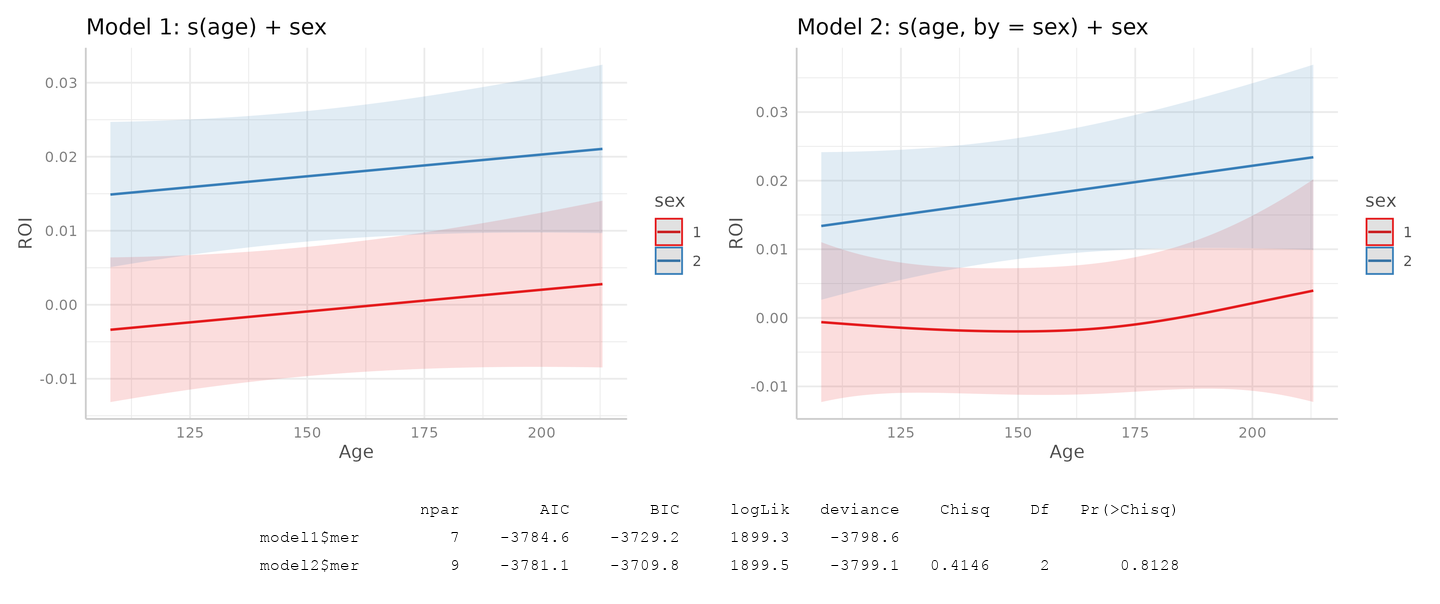 Model 1: s(age) + sex
0.03
0.02
0.01
0.00
-0.01
ROI
125 150 175 200
Age
sex
1
2
Model 2: s(age, by = sex) + sex
0.03
0.02
0.01
0.00
-0.01
ROI
125 150 175 200
Age
sex
1
2
npar AIC BIC logLik deviance Chisq Df Pr(>Chisq)
model1$mer 7 -3784.6 -3729.2 1899.3 -3798.6
model2$mer 9 -3781.1 -3709.8 1899.5 -3799.1 0.4146 2 0.8128